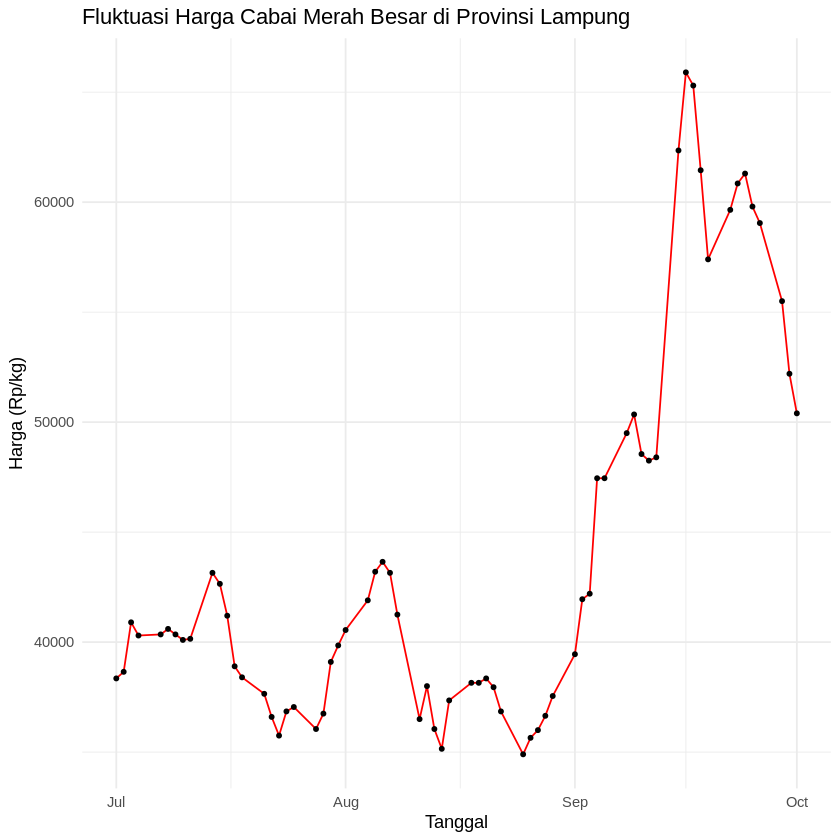 Fluktuasi Harga Cabai Merah Besar di Provinsi Lampung
Harga (Rp/kg)
60000
50000
40000
Jul Aug Sep Oct
Tanggal